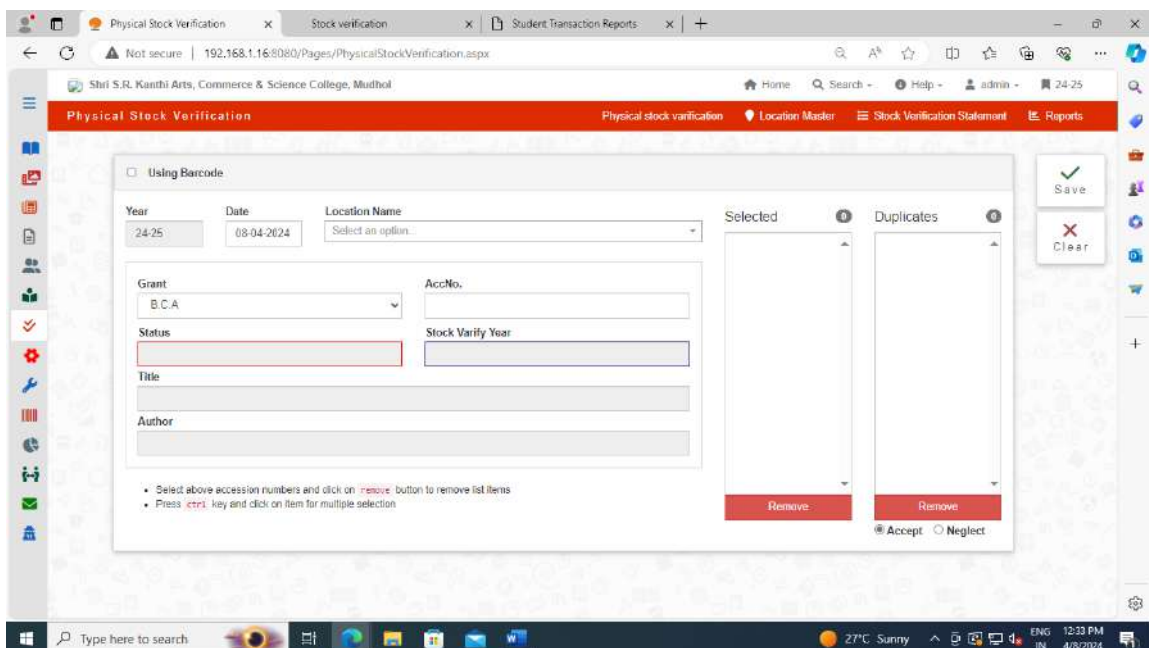 Physical Stock Verification
Stock verification
Student Transaction Reports
Not secure | 192.168.1.16:8080/Pages/PhysicalStockVerification.aspx
Shri S.R. Kanthi Arts, Commerce & Science College, Mudhol
Home Search Help admin 24-25
Physical Stock Verification
Physical stock varification Location Master Stock Verification Statement Reports
Using Barcode
Save
Clear
Year Date Location Name
24-25 08-04-2024 Select an option...
Selected 0 Duplicates 0
Grant AccNo.
B.C.A
Status Stock Varify Year
Title
Author
Select above accession numbers and click on remove button to remove list items
Press ctrl key and click on item for multiple selection
Remove Remove
Accept Neglect
Type here to search
27°C Sunny
ENG
IN
12:33 PM
4/8/2024